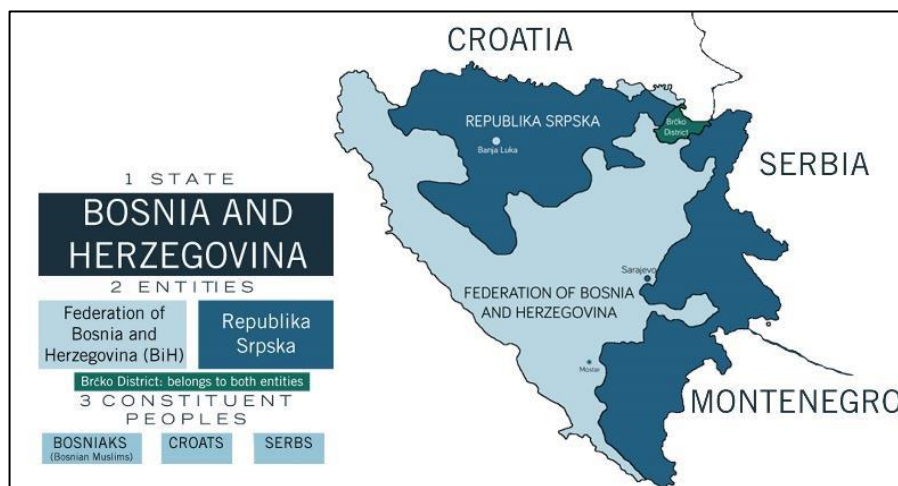 1 STATE
BOSNIA AND
HERZEGOVINA
2 ENTITIES
Federation of
Bosnia and
Herzegovina (BiH)
Republika
Srpska
Brčko District: belongs to both entities
3 CONSTITUENT
PEOPLES
BOSNIAKS
(Bosnian Muslims)
CROATS
SERBS
CROATIA
REPUBLIKA SRPSKA
Banja Luka
Brčko
District
SERBIA
Sarajevo
FEDERATION OF BOSNIA
AND HERZEGOVINA
Mostar
MONTENEGRO